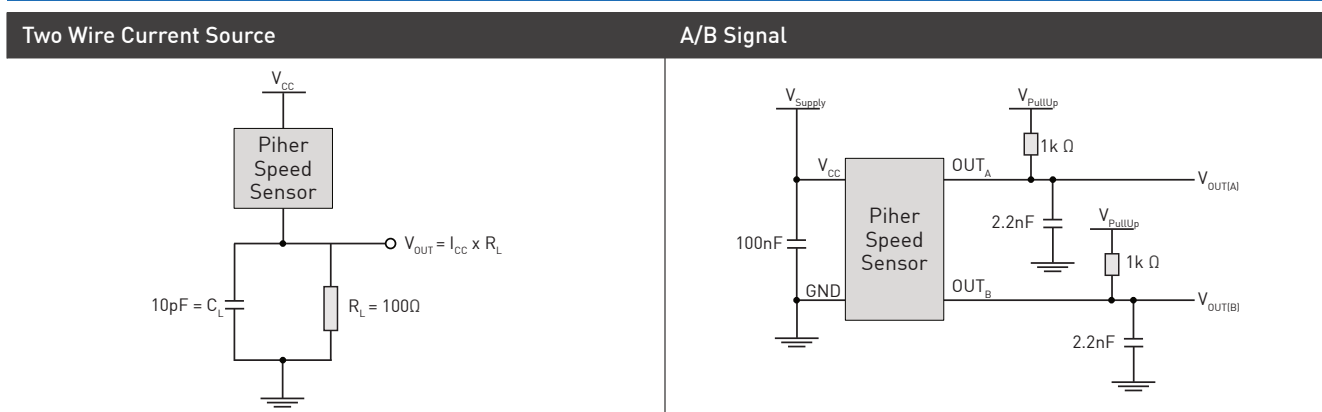 Two Wire Current Source
A/B Signal
V_CC
Piher
Speed
Sensor
V_OUT = I_CC x R_L
10pF = C_L
R_L = 100Ω
V_Supply
V_PullUp
1k Ω
V_CC
OUT_A
V_OUT(A)
Piher
Speed
Sensor
2.2nF
V_PullUp
100nF
1k Ω
GND
OUT_B
V_OUT(B)
2.2nF